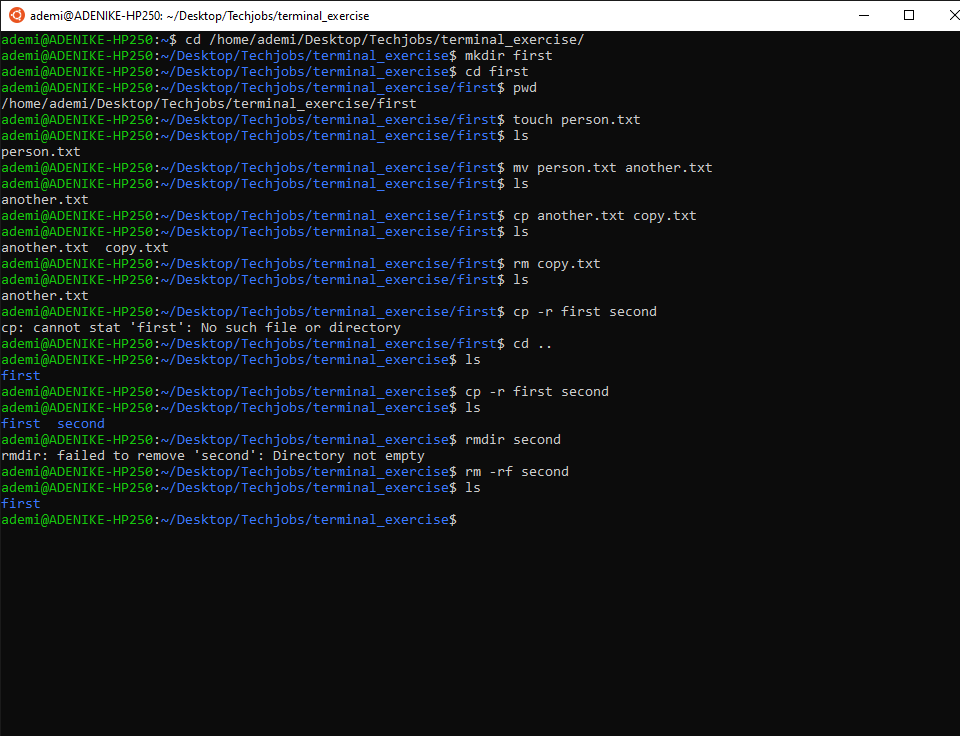 ademi@ADENIKE-HP250: ~/Desktop/Techjobs/terminal_exercise
ademi@ADENIKE-HP250:~$ cd /home/ademi/Desktop/Techjobs/terminal_exercise/
ademi@ADENIKE-HP250:~/Desktop/Techjobs/terminal_exercise$ mkdir first
ademi@ADENIKE-HP250:~/Desktop/Techjobs/terminal_exercise$ cd first
ademi@ADENIKE-HP250:~/Desktop/Techjobs/terminal_exercise/first$ pwd
/home/ademi/Desktop/Techjobs/terminal_exercise/first
ademi@ADENIKE-HP250:~/Desktop/Techjobs/terminal_exercise/first$ touch person.txt
ademi@ADENIKE-HP250:~/Desktop/Techjobs/terminal_exercise/first$ ls
person.txt
ademi@ADENIKE-HP250:~/Desktop/Techjobs/terminal_exercise/first$ mv person.txt another.txt
ademi@ADENIKE-HP250:~/Desktop/Techjobs/terminal_exercise/first$ ls
another.txt
ademi@ADENIKE-HP250:~/Desktop/Techjobs/terminal_exercise/first$ cp another.txt copy.txt
ademi@ADENIKE-HP250:~/Desktop/Techjobs/terminal_exercise/first$ ls
another.txt  copy.txt
ademi@ADENIKE-HP250:~/Desktop/Techjobs/terminal_exercise/first$ rm copy.txt
ademi@ADENIKE-HP250:~/Desktop/Techjobs/terminal_exercise/first$ ls
another.txt
ademi@ADENIKE-HP250:~/Desktop/Techjobs/terminal_exercise/first$ cp -r first second
cp: cannot stat 'first': No such file or directory
ademi@ADENIKE-HP250:~/Desktop/Techjobs/terminal_exercise/first$ cd ..
ademi@ADENIKE-HP250:~/Desktop/Techjobs/terminal_exercise$ ls
first
ademi@ADENIKE-HP250:~/Desktop/Techjobs/terminal_exercise$ cp -r first second
ademi@ADENIKE-HP250:~/Desktop/Techjobs/terminal_exercise$ ls
first  second
ademi@ADENIKE-HP250:~/Desktop/Techjobs/terminal_exercise$ rmdir second
rmdir: failed to remove 'second': Directory not empty
ademi@ADENIKE-HP250:~/Desktop/Techjobs/terminal_exercise$ rm -rf second
ademi@ADENIKE-HP250:~/Desktop/Techjobs/terminal_exercise$ ls
first
ademi@ADENIKE-HP250:~/Desktop/Techjobs/terminal_exercise$